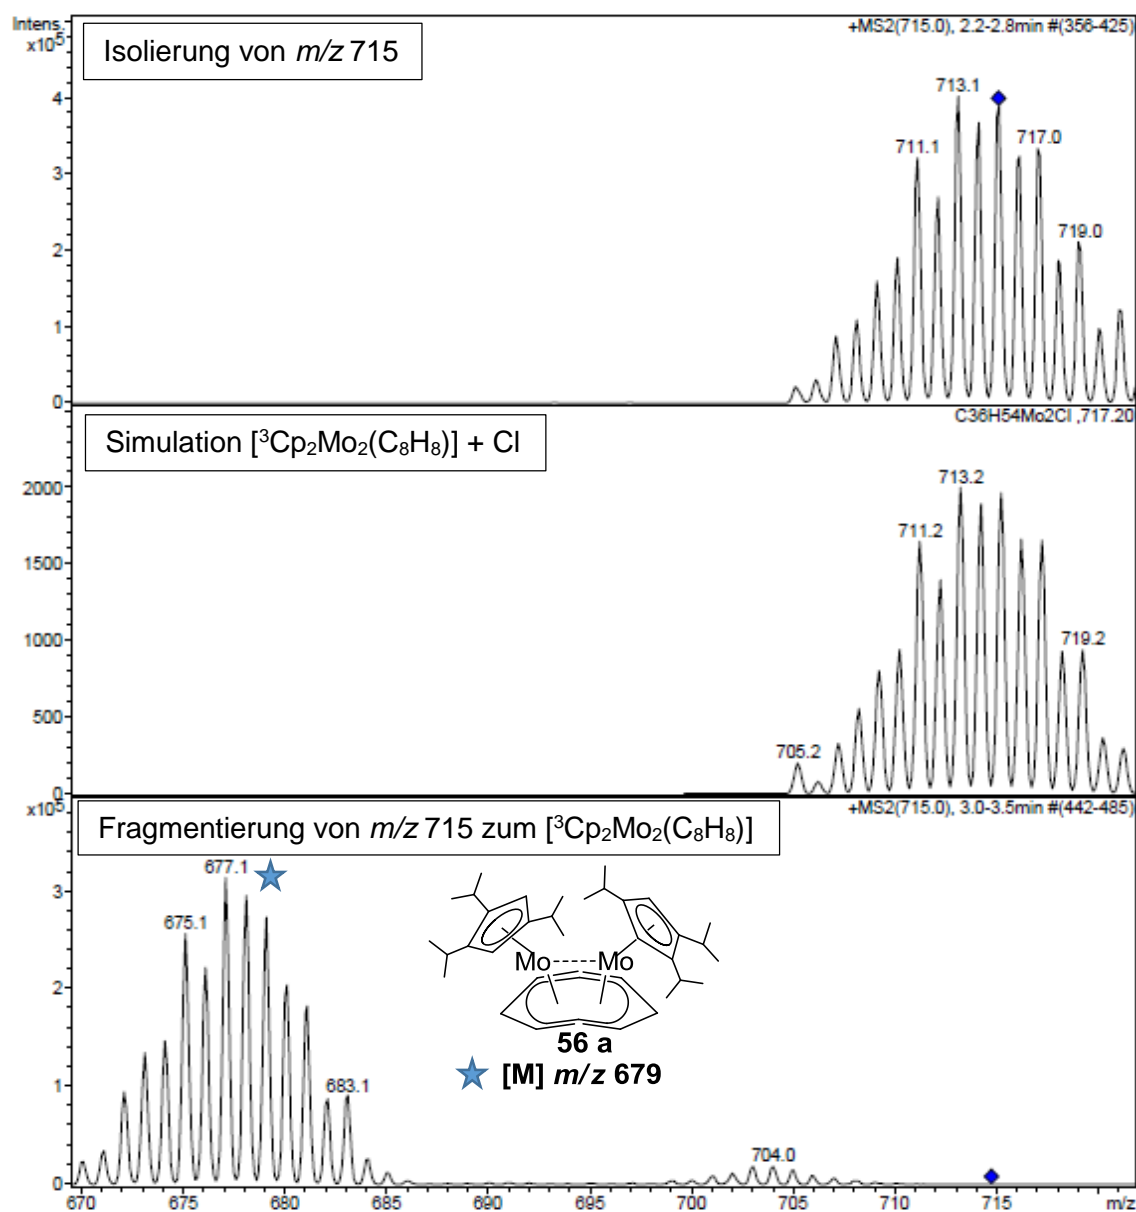 Intens.
x10⁵
+MS2(715.0), 2.2-2.8min #(356-425)
Isolierung von m/z 715
4
3
2
1
0
711.1
713.1
717.0
719.0
C36H54Mo2Cl ,717.20
Simulation [³Cp₂Mo₂(C₈H₈)] + Cl
2000
1500
1000
500
0
705.2
711.2
713.2
719.2
x10⁵
+MS2(715.0), 3.0-3.5min #(442-485)
Fragmentierung von m/z 715 zum [³Cp₂Mo₂(C₈H₈)]
3
2
1
0
675.1
677.1
683.1
704.0
Mo Mo
56 a
[M] m/z 679
670 675 680 685 690 695 700 705 710 715 m/z